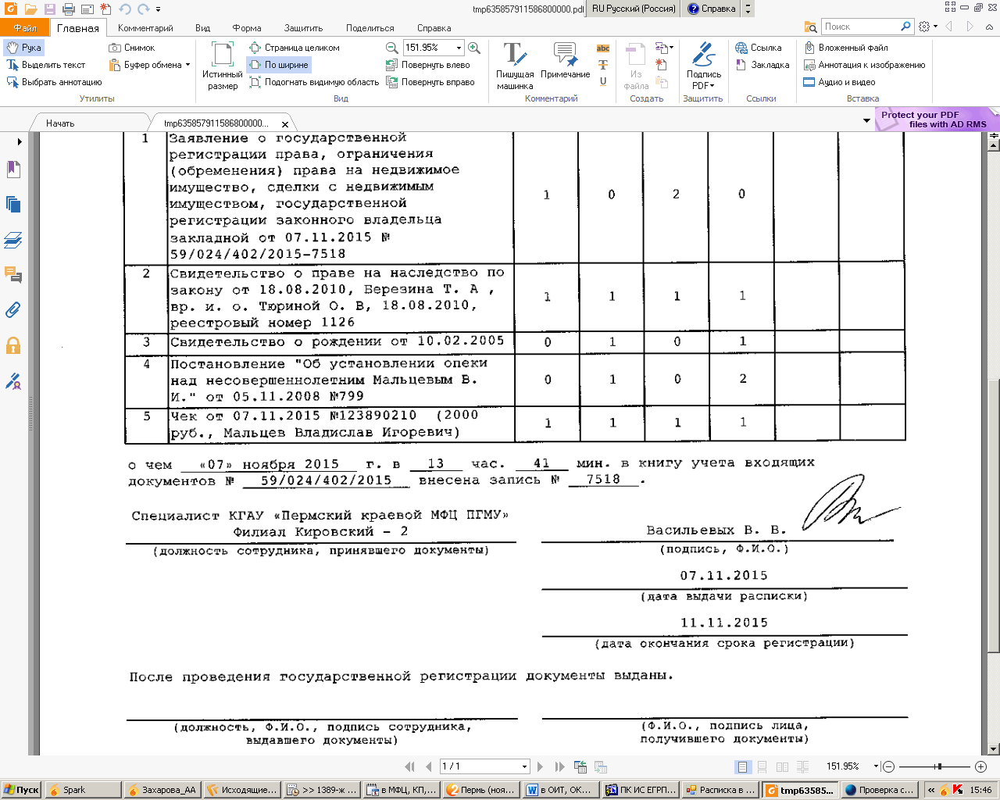 tmp635857911586800000.pdf
RU Русский (Россия) Справка
Файл Главная Комментарий Вид Форма Защитить Поделиться Справка Поиск
Рука Снимок Страница целиком 151.95% Ссылка Вложенный файл
Выделить текст Буфер обмена Истинный размер По ширине Повернуть влево Пишущая машинка Примечание Из файла Подпись PDF Закладка Аннотация к изображению
Выбрать аннотацию Подогнать видимую область Повернуть вправо Аудио и видео
Утилиты Вид Комментарий Создать Защитить Ссылки Вставка
Начать tmp635857911586800000... Protect your PDF
files with AD RMS
1 Заявление о государственной
регистрации права, ограничения
(обременения) права на недвижимое
имущество, сделки с недвижимым
имуществом, государственной 1 0 2 0
регистрации законного владельца
закладной от 07.11.2015 №
59/024/402/2015-7518
2 Свидетельство о праве на наследство по
закону от 18.08.2010, Березина Т. А , 1 1 1 1
вр. и. о. Тюриной О. В, 18.08.2010,
реестровый номер 1126
3 Свидетельство о рождении от 10.02.2005 0 1 0 1
4 Постановление "Об установлении опеки
над несовершеннолетним Мальцевым В. 0 1 0 2
И." от 05.11.2008 №799
5 Чек от 07.11.2015 №123890210 (2000 1 1 1 1
руб., Мальцев Владислав Игоревич)
о чем «07» ноября 2015 г. в 13 час. 41 мин. в книгу учета входящих
документов № 59/024/402/2015 внесена запись № 7518.
Специалист КГАУ «Пермский краевой МФЦ ПГМУ»
Филиал Кировский - 2 Васильевых В. В.
(должность сотрудника, принявшего документы) (подпись, Ф.И.О.)
07.11.2015
(дата выдачи расписки)
11.11.2015
(дата окончания срока регистрации)
После проведения государственной регистрации документы выданы.
(должность, Ф.И.О., подпись сотрудника, (Ф.И.О., подпись лица,
выдавшего документы) получившего документы)
1 / 1 151.95%
Пуск Spark Захарова_АА Исходящие... >> 1389-ж ... в МФЦ, КП,... Пермь (ноя... в ОИТ, ОК... ПК ИС ЕГРП... Расписка в ... tmp63585... Проверка с... « 15:46